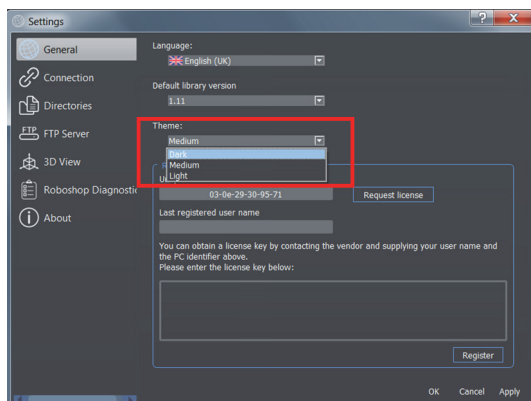 Settings
? X
General
Connection
Directories
FTP
FTP Server
3D View
Roboshop Diagnostic
About
Language:
English (UK)
Default library version
1.11
Theme:
Medium
Dark
Medium
Light
03-0e-29-30-95-71
Request license
Last registered user name
You can obtain a license key by contacting the vendor and supplying your user name and
the PC identifier above.
Please enter the license key below:
Register
OK Cancel Apply